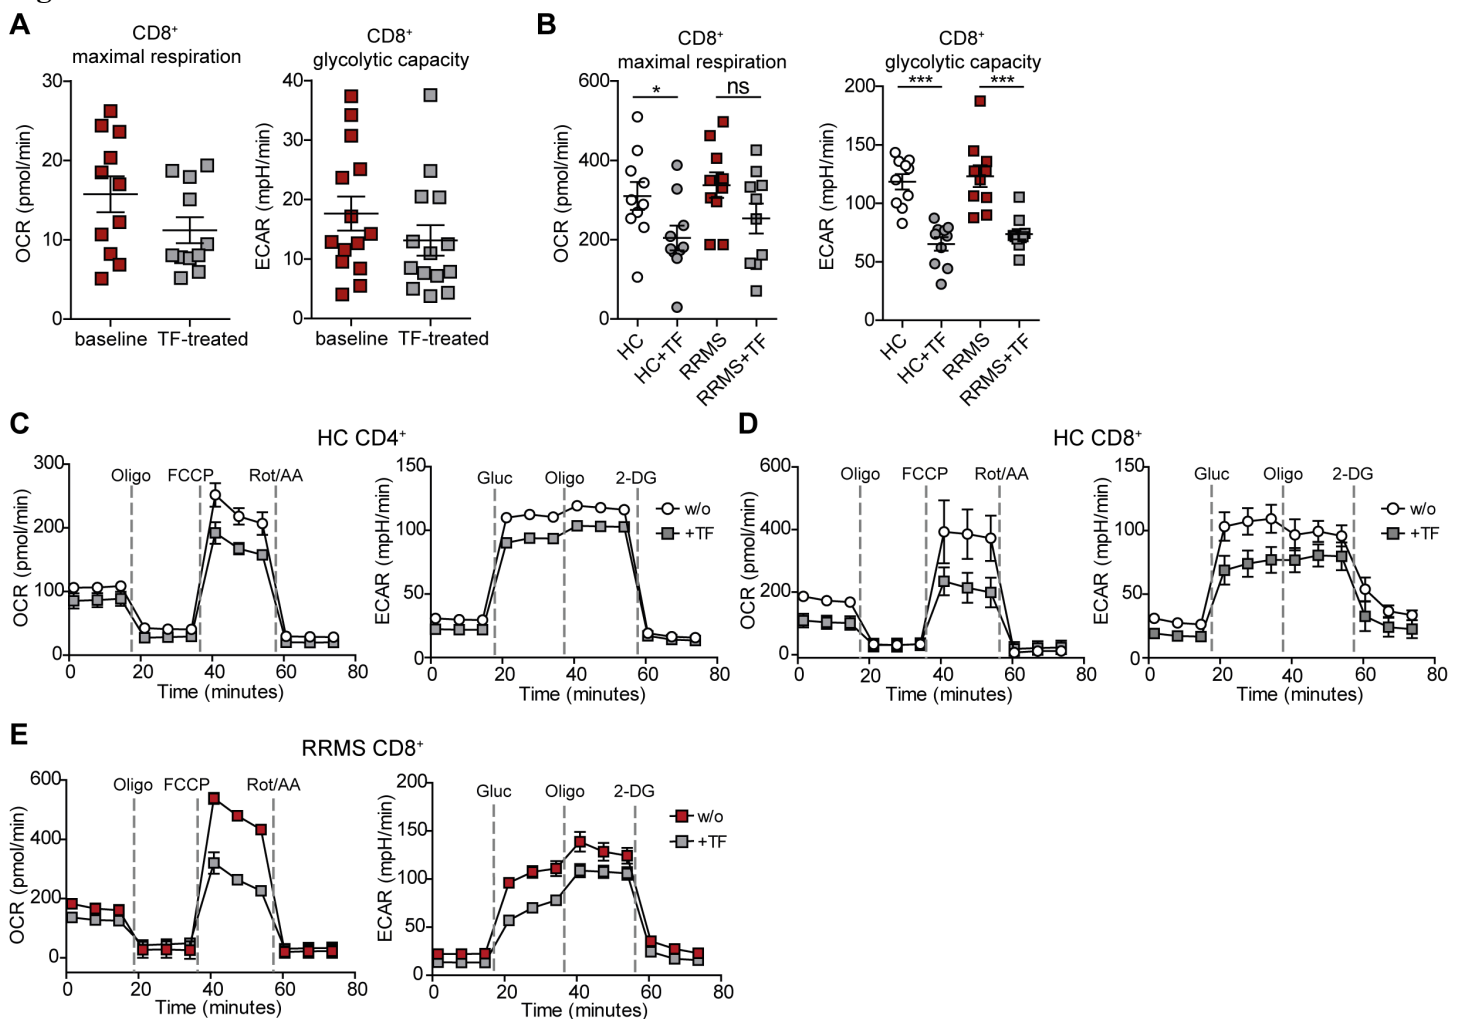 A
CD8+
maximal respiration
OCR (pmol/min)
30
20
10
0
baseline
TF-treated
CD8+
glycolytic capacity
ECAR (mpH/min)
40
30
20
10
0
baseline
TF-treated
B
CD8+
maximal respiration
OCR (pmol/min)
600
400
200
0
*
ns
HC
HC+TF
RRMS
RRMS+TF
CD8+
glycolytic capacity
ECAR (mpH/min)
200
150
100
50
0
***
***
HC
HC+TF
RRMS
RRMS+TF
C
HC CD4+
OCR (pmol/min)
300
200
100
0
Oligo
FCCP
Rot/AA
0 20 40 60 80
Time (minutes)
ECAR (mpH/min)
150
100
50
0
Gluc
Oligo
2-DG
w/o
+TF
0 20 40 60 80
Time (minutes)
D
HC CD8+
OCR (pmol/min)
600
400
200
0
Oligo
FCCP
Rot/AA
0 20 40 60 80
Time (minutes)
ECAR (mpH/min)
150
100
50
0
Gluc
Oligo
2-DG
w/o
+TF
0 20 40 60 80
Time (minutes)
E
RRMS CD8+
OCR (pmol/min)
600
400
200
0
Oligo
FCCP
Rot/AA
0 20 40 60 80
Time (minutes)
ECAR (mpH/min)
200
150
100
50
0
Gluc
Oligo
2-DG
w/o
+TF
0 20 40 60 80
Time (minutes)